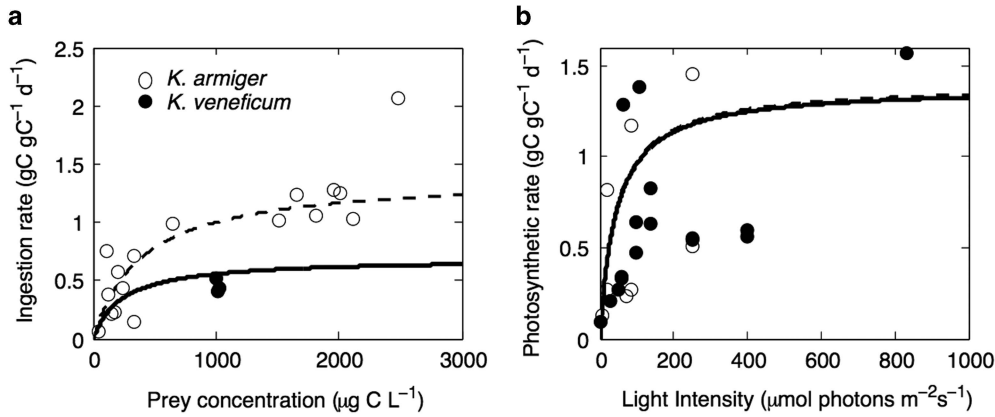 a
Ingestion rate (gC gC⁻¹ d⁻¹)
2.5
2
1.5
1
0.5
0
K. armiger
K. veneficum
0 1000 2000 3000
Prey concentration (μg C L⁻¹)
b
Photosynthetic rate (gC gC⁻¹ d⁻¹)
1.5
1
0.5
0
0 200 400 600 800 1000
Light Intensity (μmol photons m⁻²s⁻¹)